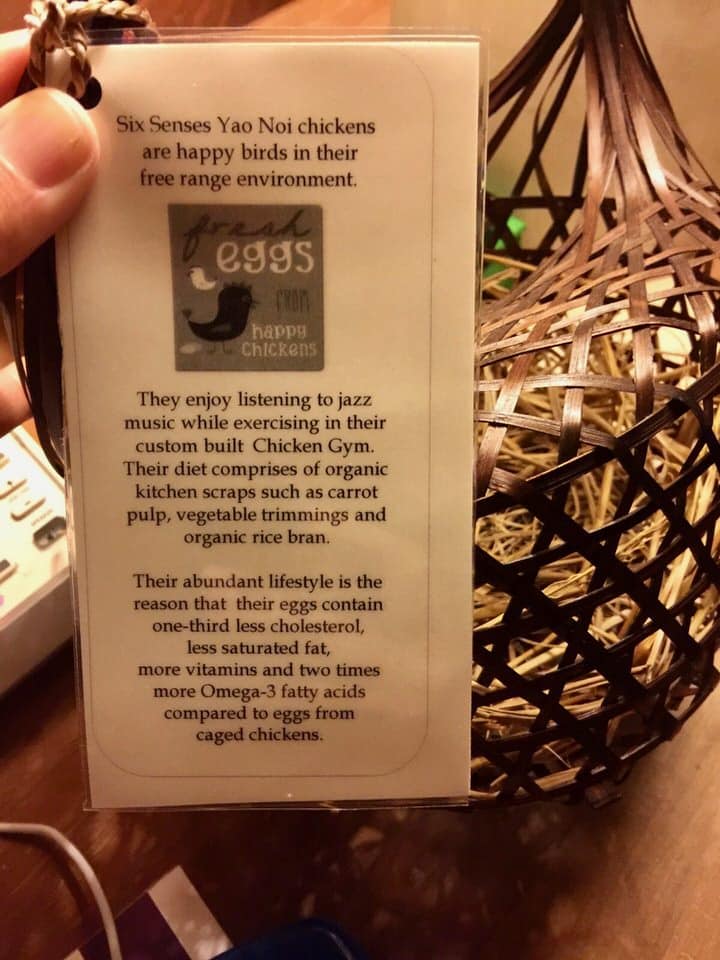 Six Senses Yao Noi chickens
are happy birds in their
free range environment.
fresh
eggs
FROM
happy
chickens
They enjoy listening to jazz
music while exercising in their
custom built Chicken Gym.
Their diet comprises of organic
kitchen scraps such as carrot
pulp, vegetable trimmings and
organic rice bran.
Their abundant lifestyle is the
reason that their eggs contain
one-third less cholesterol,
less saturated fat,
more vitamins and two times
more Omega-3 fatty acids
compared to eggs from
caged chickens.